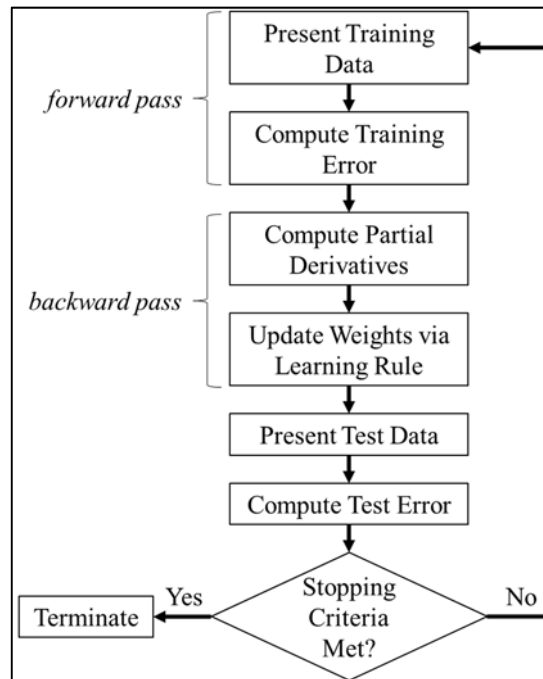 Present Training
Data
forward pass
Compute Training
Error
Compute Partial
Derivatives
backward pass
Update Weights via
Learning Rule
Present Test Data
Compute Test Error
Stopping
Criteria
Met?
Yes
No
Terminate